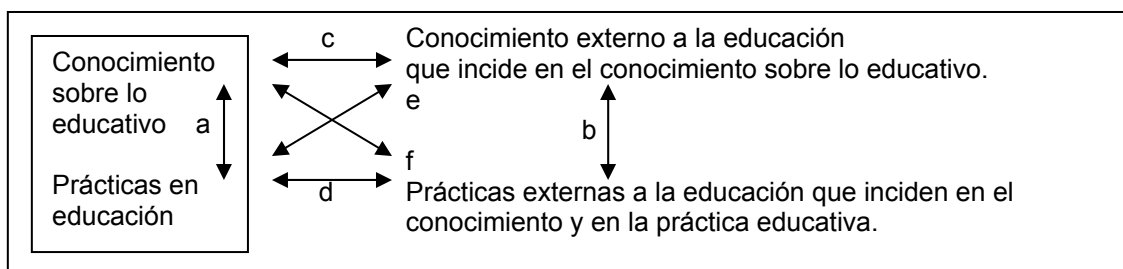 Conocimiento
sobre lo
educativo a
Prácticas en
educación
c
Conocimiento externo a la educación
que incide en el conocimiento sobre lo educativo.
e
b
f
d
Prácticas externas a la educación que inciden en el
conocimiento y en la práctica educativa.